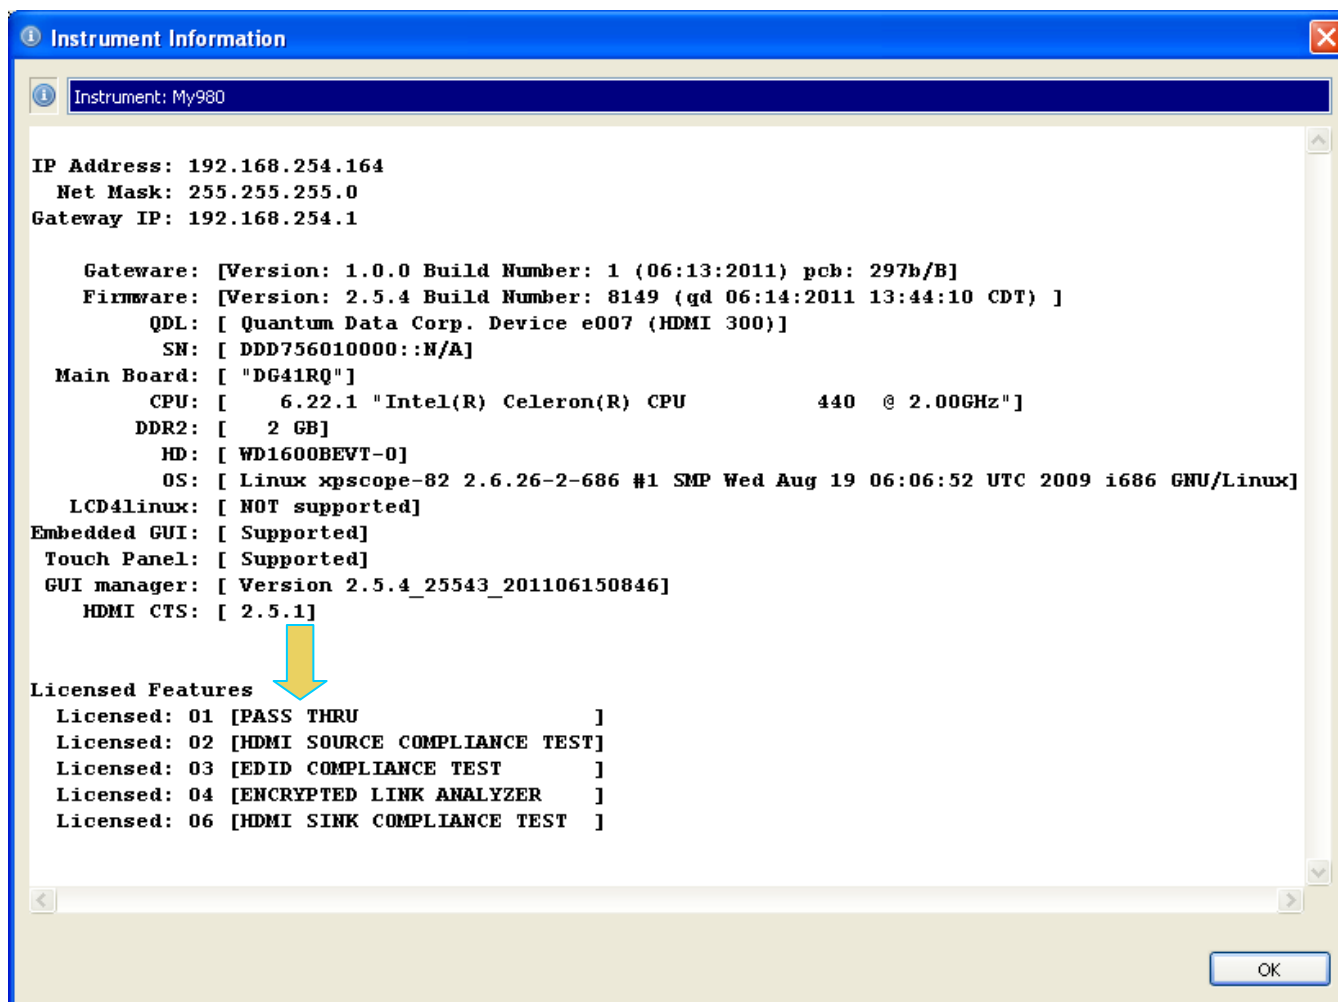 Instrument Information
Instrument: My980
IP Address: 192.168.254.164
Net Mask: 255.255.255.0
Gateway IP: 192.168.254.1
Gateware: [Version: 1.0.0 Build Number: 1 (06:13:2011) pcb: 297b/B]
Firmware: [Version: 2.5.4 Build Number: 8149 (qd 06:14:2011 13:44:10 CDT) ]
QDL: [ Quantum Data Corp. Device e007 (HDMI 300)]
SN: [ DDD756010000::N/A]
Main Board: [ "DG41RQ"]
CPU: [ 6.22.1 "Intel(R) Celeron(R) CPU 440 @ 2.00GHz"]
DDR2: [ 2 GB]
HD: [ WD1600BEVT-0]
OS: [ Linux xpscope-82 2.6.26-2-686 #1 SMP Wed Aug 19 06:06:52 UTC 2009 i686 GNU/Linux]
LCD4linux: [ NOT supported]
Embedded GUI: [ Supported]
Touch Panel: [ Supported]
GUI manager: [ Version 2.5.4_25543_201106150846]
HDMI CTS: [ 2.5.1]
Licensed Features
Licensed: 01 [PASS THRU ]
Licensed: 02 [HDMI SOURCE COMPLIANCE TEST]
Licensed: 03 [EDID COMPLIANCE TEST ]
Licensed: 04 [ENCRYPTED LINK ANALYZER ]
Licensed: 06 [HDMI SINK COMPLIANCE TEST ]
OK